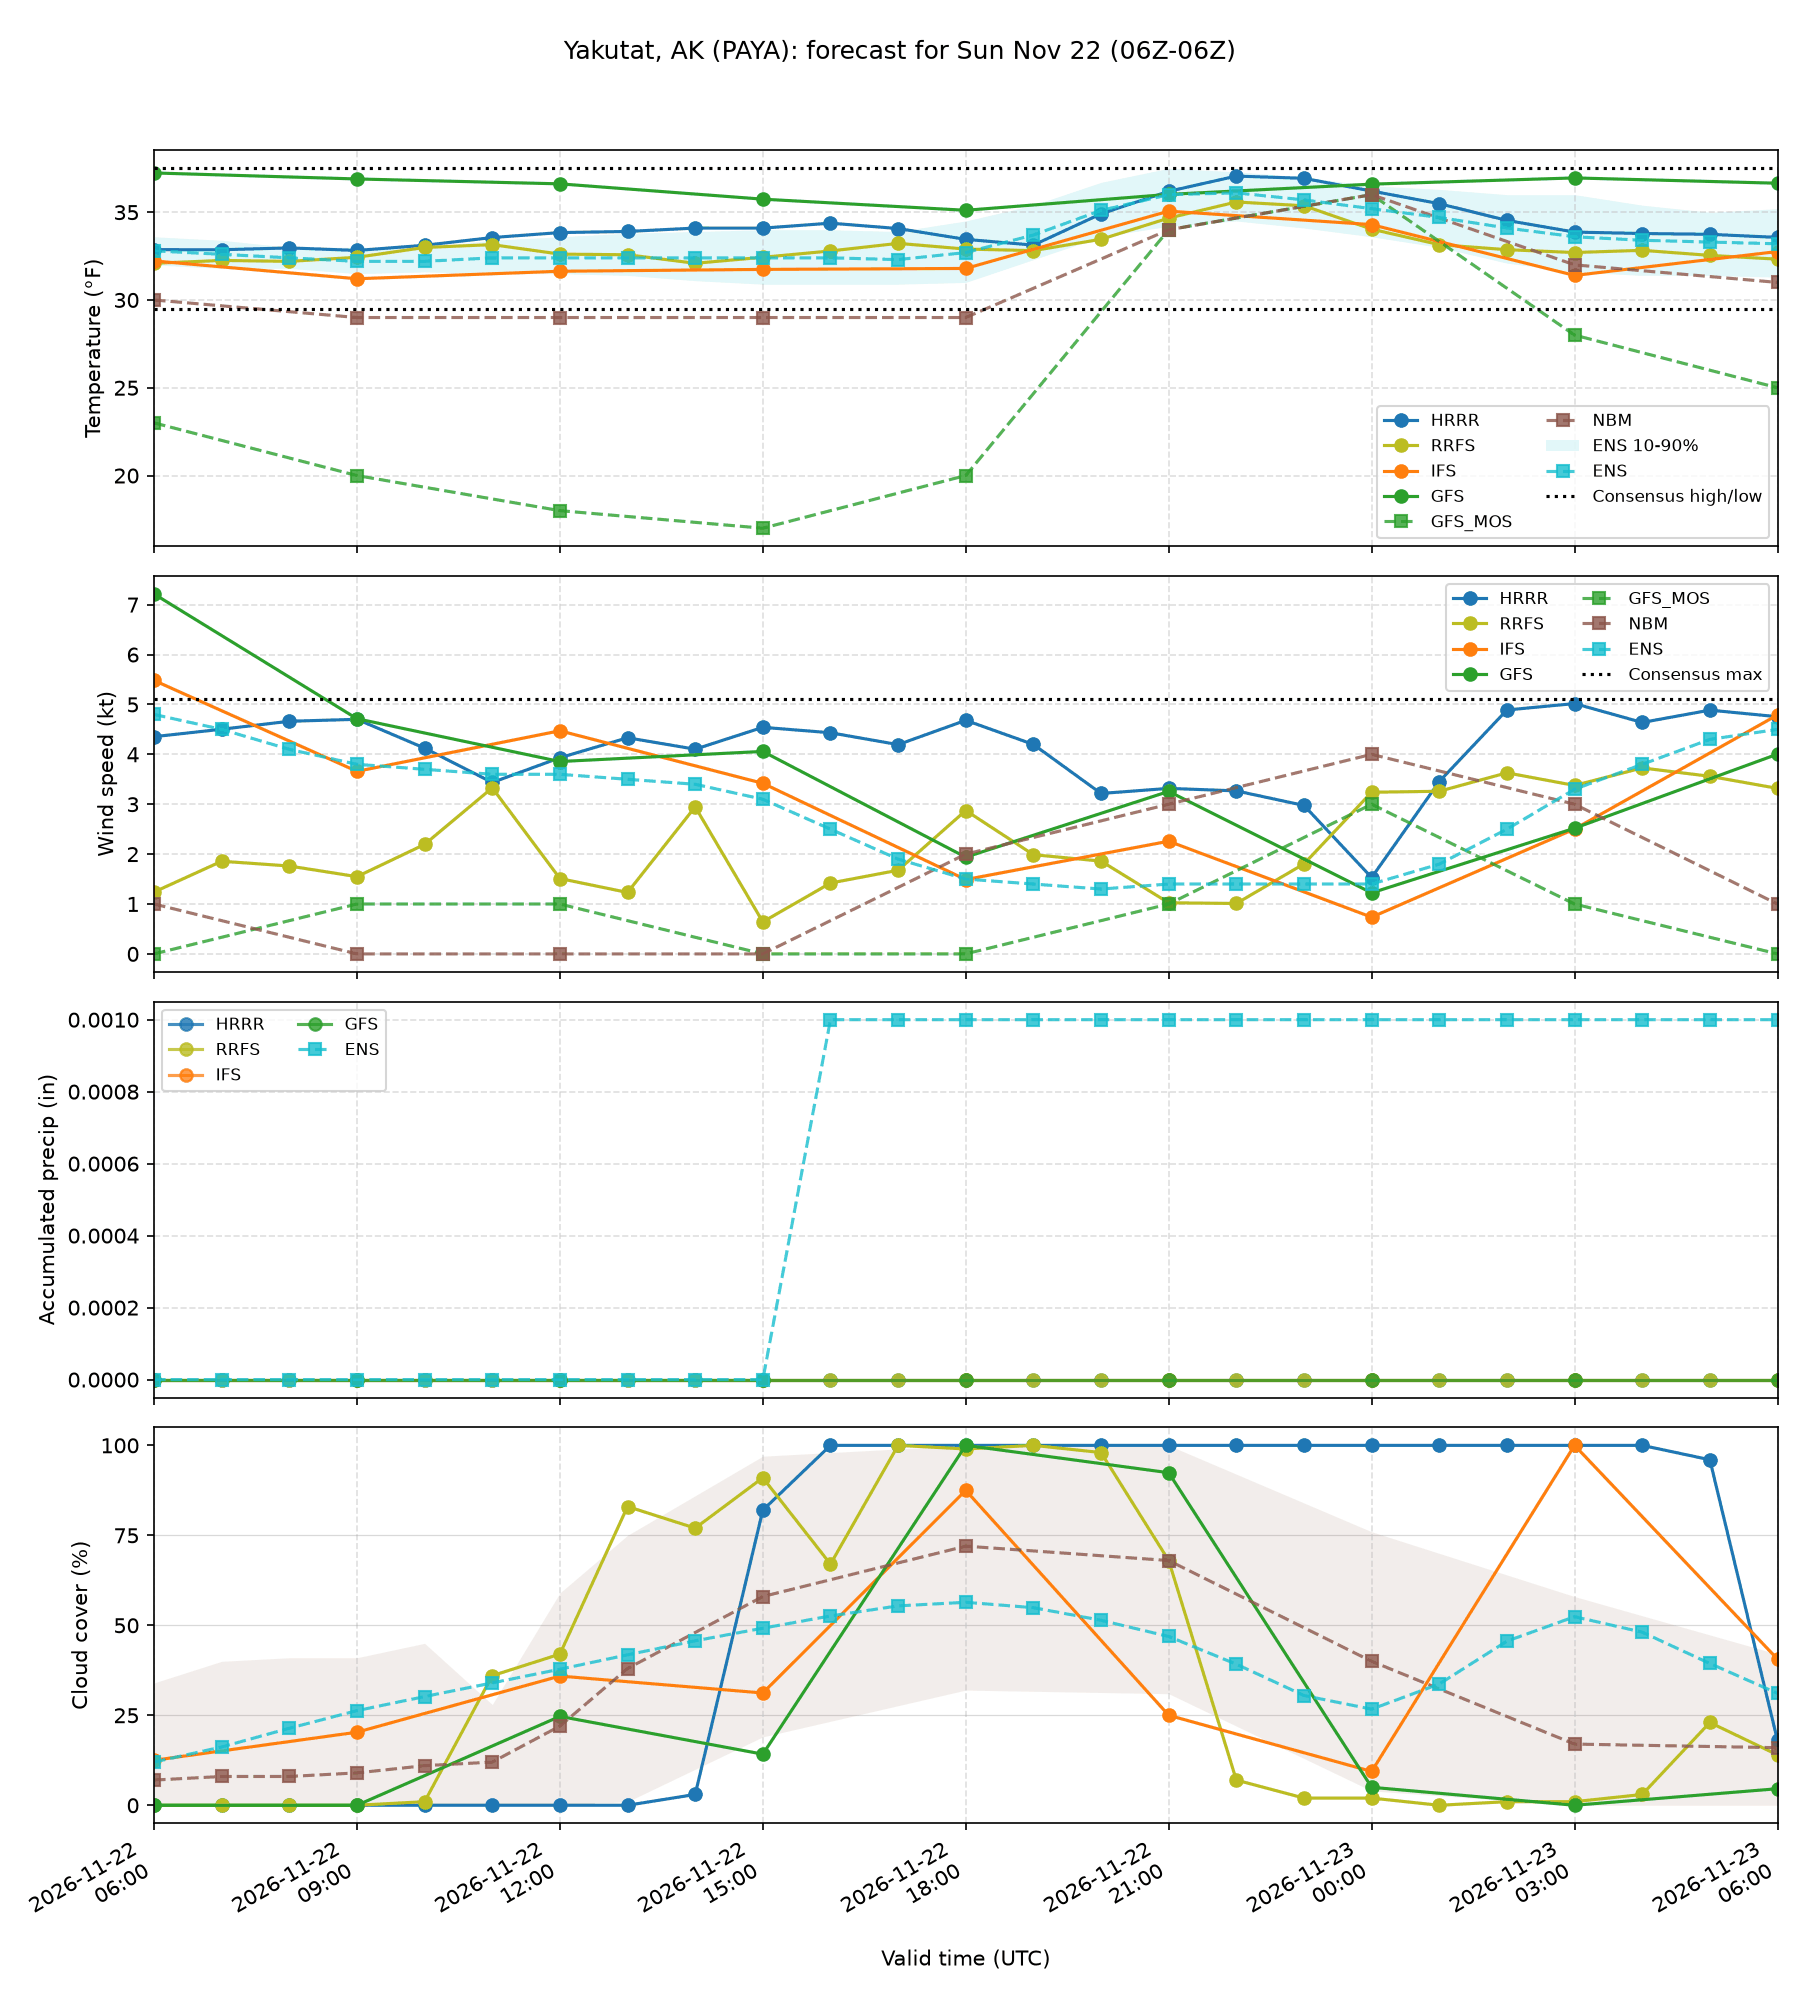 Yakutat, AK (PAYA): forecast for Sun Nov 22 (06Z-06Z)
Temperature (°F)
35
30
25
20
HRRR
RRFS
IFS
GFS
GFS_MOS
NBM
ENS 10-90%
ENS
Consensus high/low
Wind speed (kt)
7
6
5
4
3
2
1
0
HRRR
RRFS
IFS
GFS
GFS_MOS
NBM
ENS
Consensus max
Accumulated precip (in)
0.0010
0.0008
0.0006
0.0004
0.0002
0.0000
HRRR
RRFS
IFS
GFS
ENS
Cloud cover (%)
100
75
50
25
0
2026-11-22
06:00
2026-11-22
09:00
2026-11-22
12:00
2026-11-22
15:00
2026-11-22
18:00
2026-11-22
21:00
2026-11-23
00:00
2026-11-23
03:00
2026-11-23
06:00
Valid time (UTC)